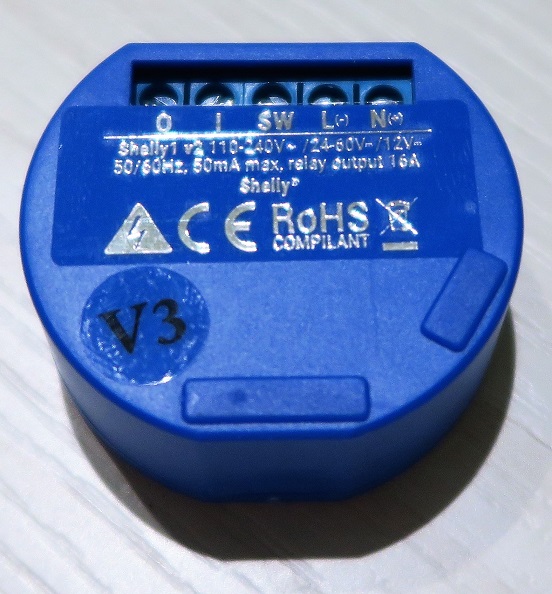 O I SW L(-) N(+)
Shelly1 v2 110-240V~ /24-60V⎓/12V⎓
50/60Hz, 50mA max, relay output 16A
Shelly®
CE RoHS
COMPILANT
V3